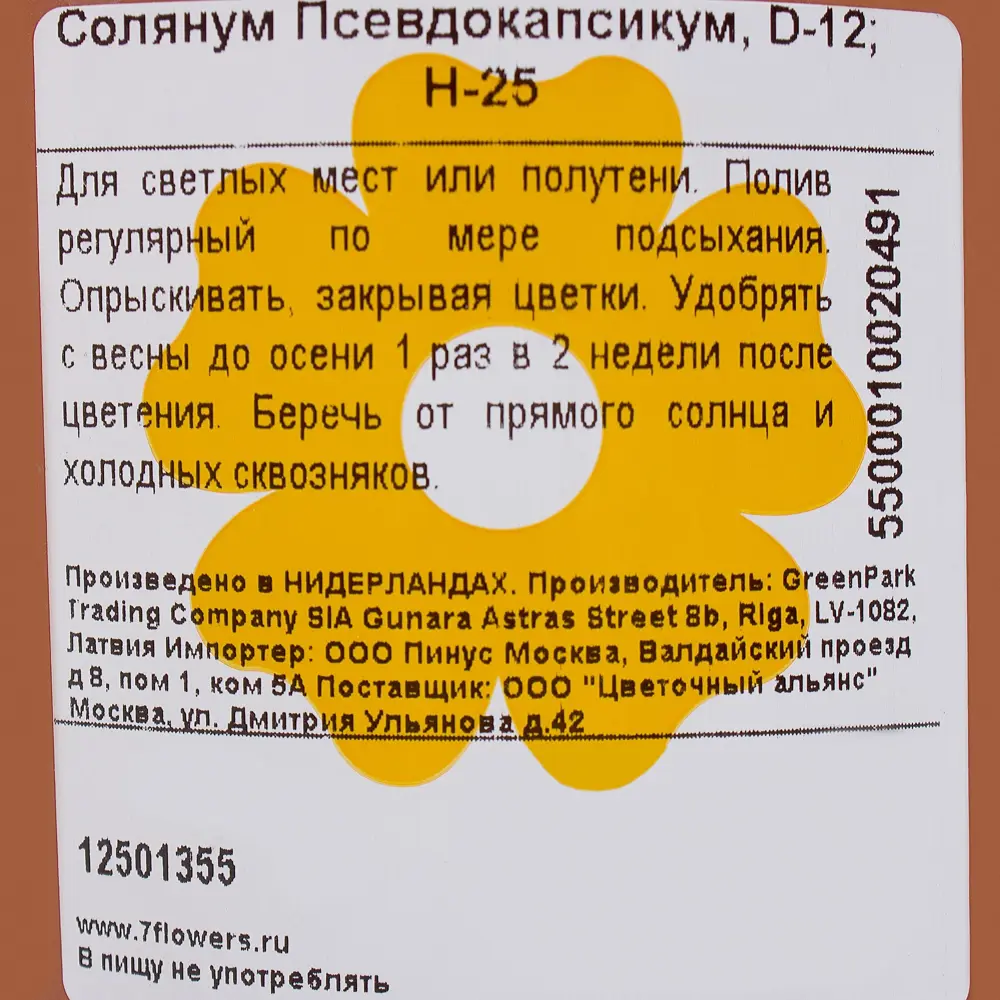 Солянум Псевдокапсикум, D-12;
H-25
Для светлых мест или полутени. Полив
регулярный по мере подсыхания.
Опрыскивать, закрывая цветки. Удобрять
с весны до осени 1 раз в 2 недели после
цветения. Беречь от прямого солнца и
холодных сквозняков.
5500010020491
Произведено в НИДЕРЛАНДАХ. Производитель: GreenPark
Trading Company SIA Gunara Astras Street 8b, Riga, LV-1082,
Латвия Импортер: ООО Пинус Москва, Валдайский проезд
д 8, пом 1, ком 5А Поставщик: ООО "Цветочный альянс"
Москва, ул. Дмитрия Ульянова д.42
12501355
www.7flowers.ru
В пищу не употреблять